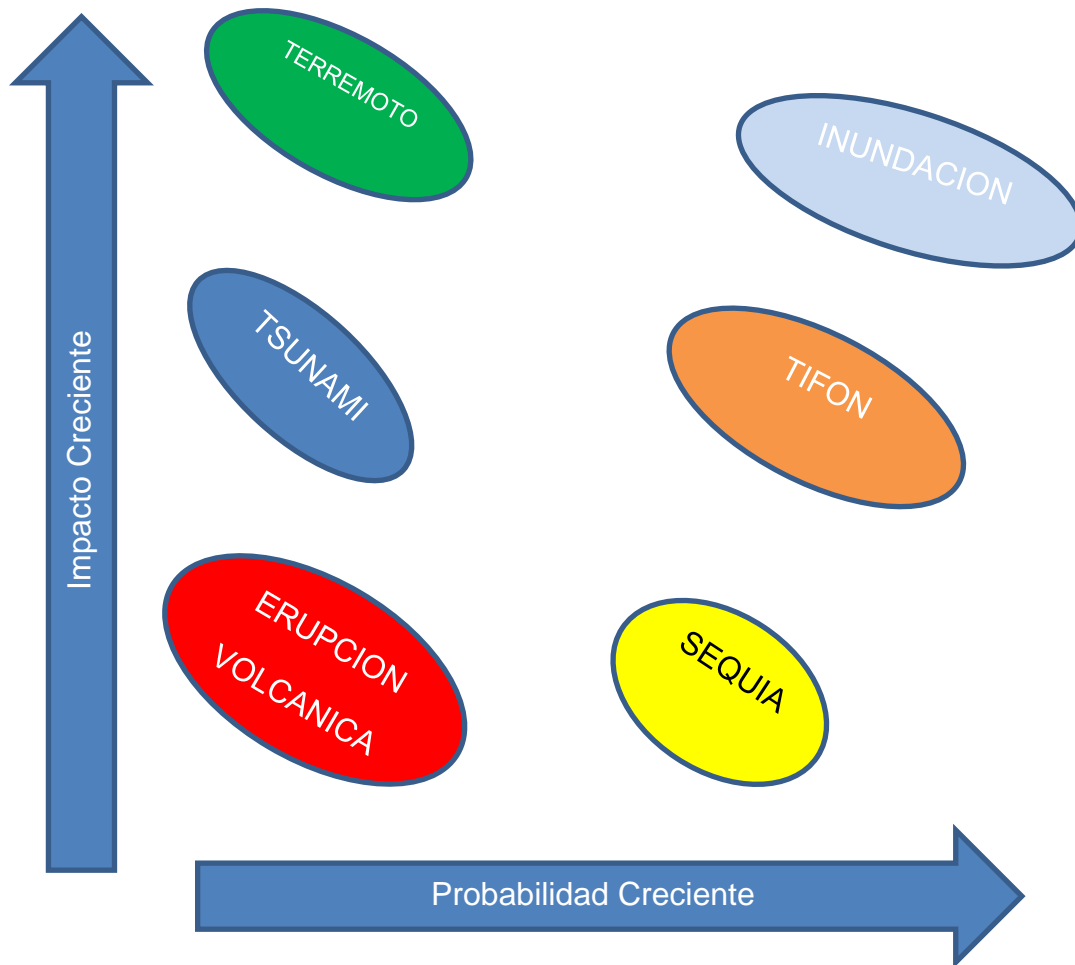 TERREMOTO
INUNDACION
TSUNAMI
TIFON
Impacto Creciente
ERUPCION
VOLCANICA
SEQUIA
Probabilidad Creciente